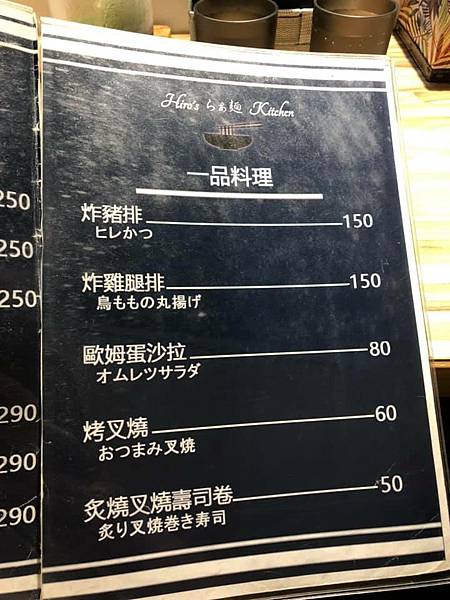 Hiro's らぁ麺 Kitchen
一品料理
炸豬排 150
ヒレかつ
炸雞腿排 150
鳥ももの丸揚げ
歐姆蛋沙拉 80
オムレツサラダ
烤叉燒 60
おつまみ叉焼
炙燒叉燒壽司卷 50
炙り叉焼巻き寿司
250
250
250
290
290
290